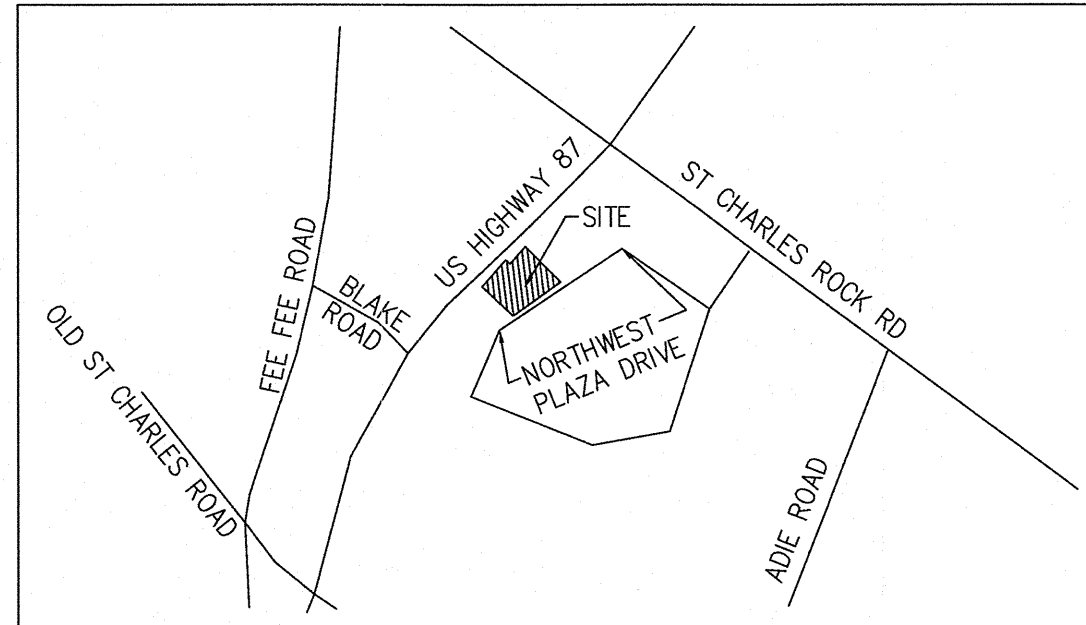 US HIGHWAY 87
ST CHARLES ROCK RD
SITE
FEE FEE ROAD
BLAKE
ROAD
OLD ST CHARLES ROAD
NORTHWEST
PLAZA DRIVE
ADIE ROAD